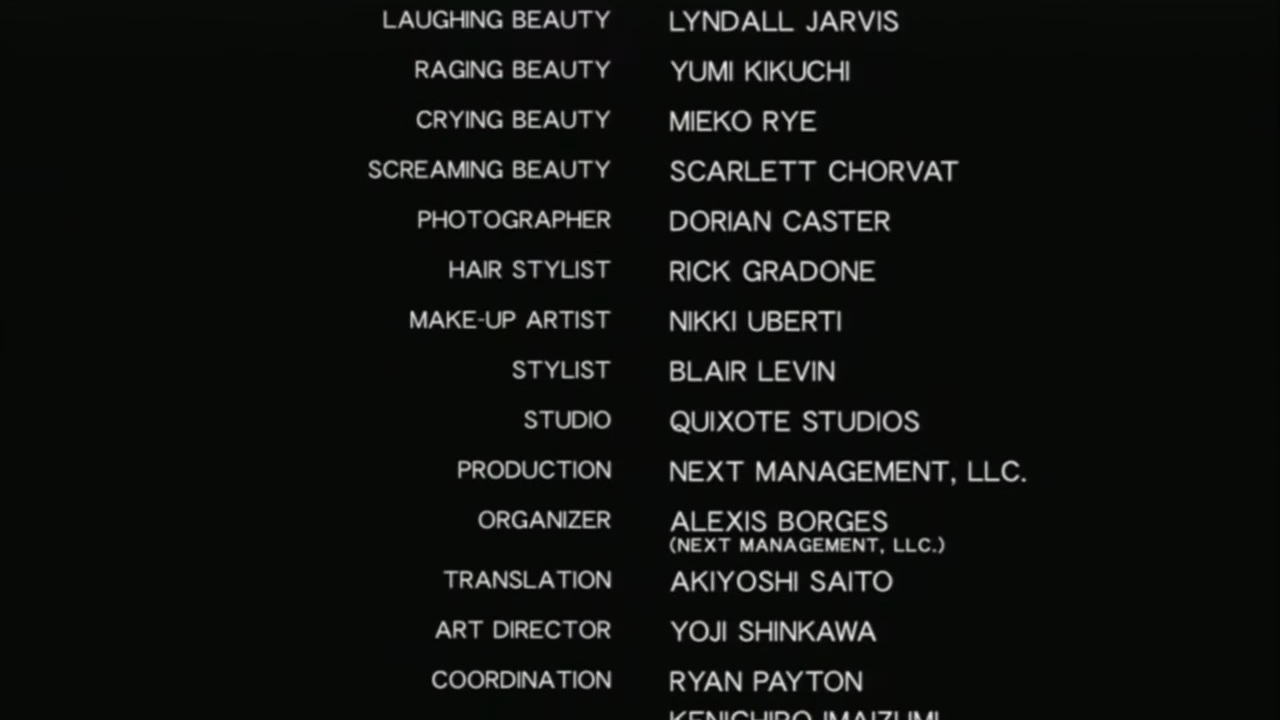 LAUGHING BEAUTY LYNDALL JARVIS
RAGING BEAUTY YUMI KIKUCHI
CRYING BEAUTY MIEKO RYE
SCREAMING BEAUTY SCARLETT CHORVAT
PHOTOGRAPHER DORIAN CASTER
HAIR STYLIST RICK GRADONE
MAKE-UP ARTIST NIKKI UBERTI
STYLIST BLAIR LEVIN
STUDIO QUIXOTE STUDIOS
PRODUCTION NEXT MANAGEMENT, LLC.
ORGANIZER ALEXIS BORGES
(NEXT MANAGEMENT, LLC.)
TRANSLATION AKIYOSHI SAITO
ART DIRECTOR YOJI SHINKAWA
COORDINATION RYAN PAYTON
KENICHIRO IMAIZUMI